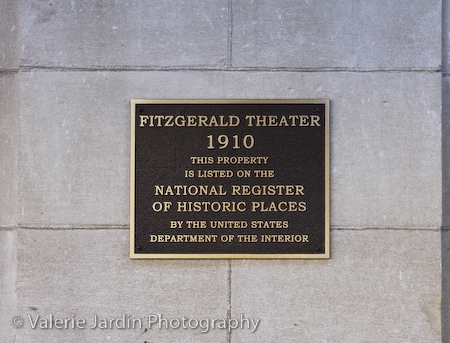 FITZGERALD THEATER
1910
THIS PROPERTY
IS LISTED ON THE
NATIONAL REGISTER
OF HISTORIC PLACES
BY THE UNITED STATES
DEPARTMENT OF THE INTERIOR
© Valerie Jardin Photography